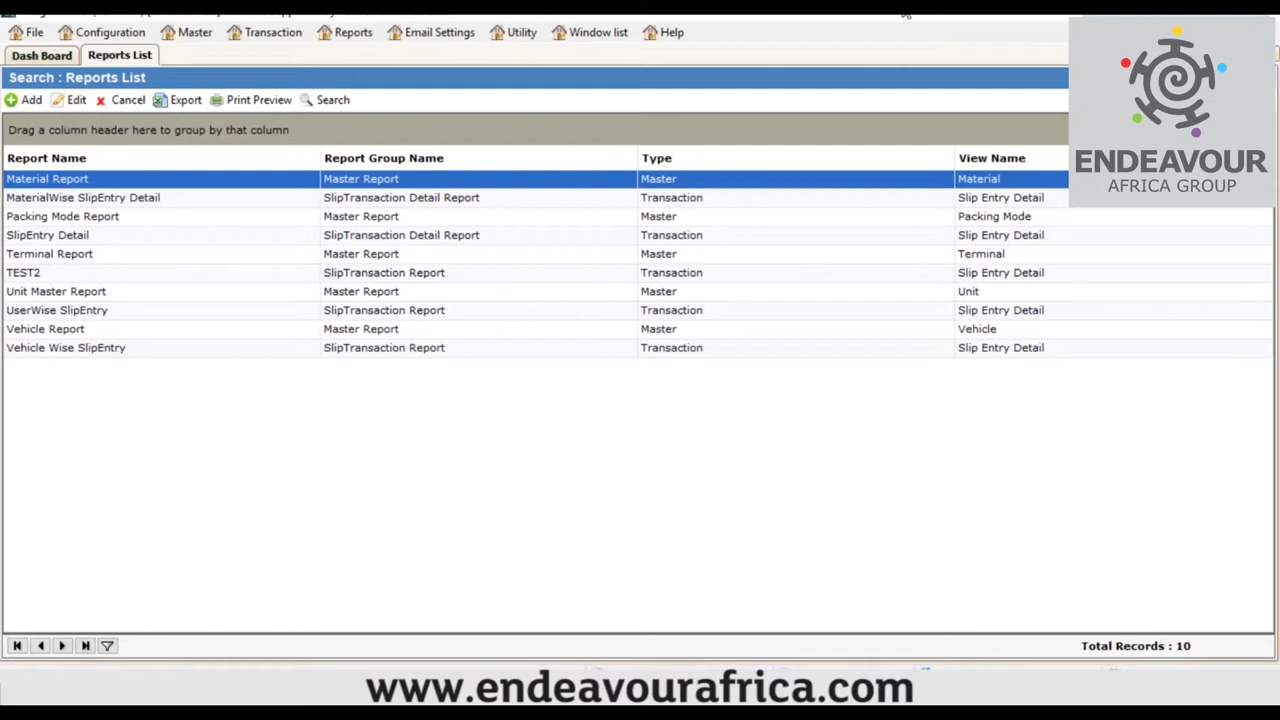 File Configuration Master Transaction Reports Email Settings Utility Window list Help
Dash Board Reports List
Search : Reports List
Add Edit Cancel Export Print Preview Search
Drag a column header here to group by that column
Report Name Report Group Name Type View Name
Material Report Master Report Master Material
MaterialWise SlipEntry Detail SlipTransaction Detail Report Transaction Slip Entry Detail
Packing Mode Report Master Report Master Packing Mode
SlipEntry Detail SlipTransaction Detail Report Transaction Slip Entry Detail
Terminal Report Master Report Master Terminal
TEST2 SlipTransaction Report Transaction Slip Entry Detail
Unit Master Report Master Report Master Unit
UserWise SlipEntry SlipTransaction Report Transaction Slip Entry Detail
Vehicle Report Master Report Master Vehicle
Vehicle Wise SlipEntry SlipTransaction Report Transaction Slip Entry Detail
Total Records : 10
ENDEAVOUR
AFRICA GROUP
www.endeavourafrica.com